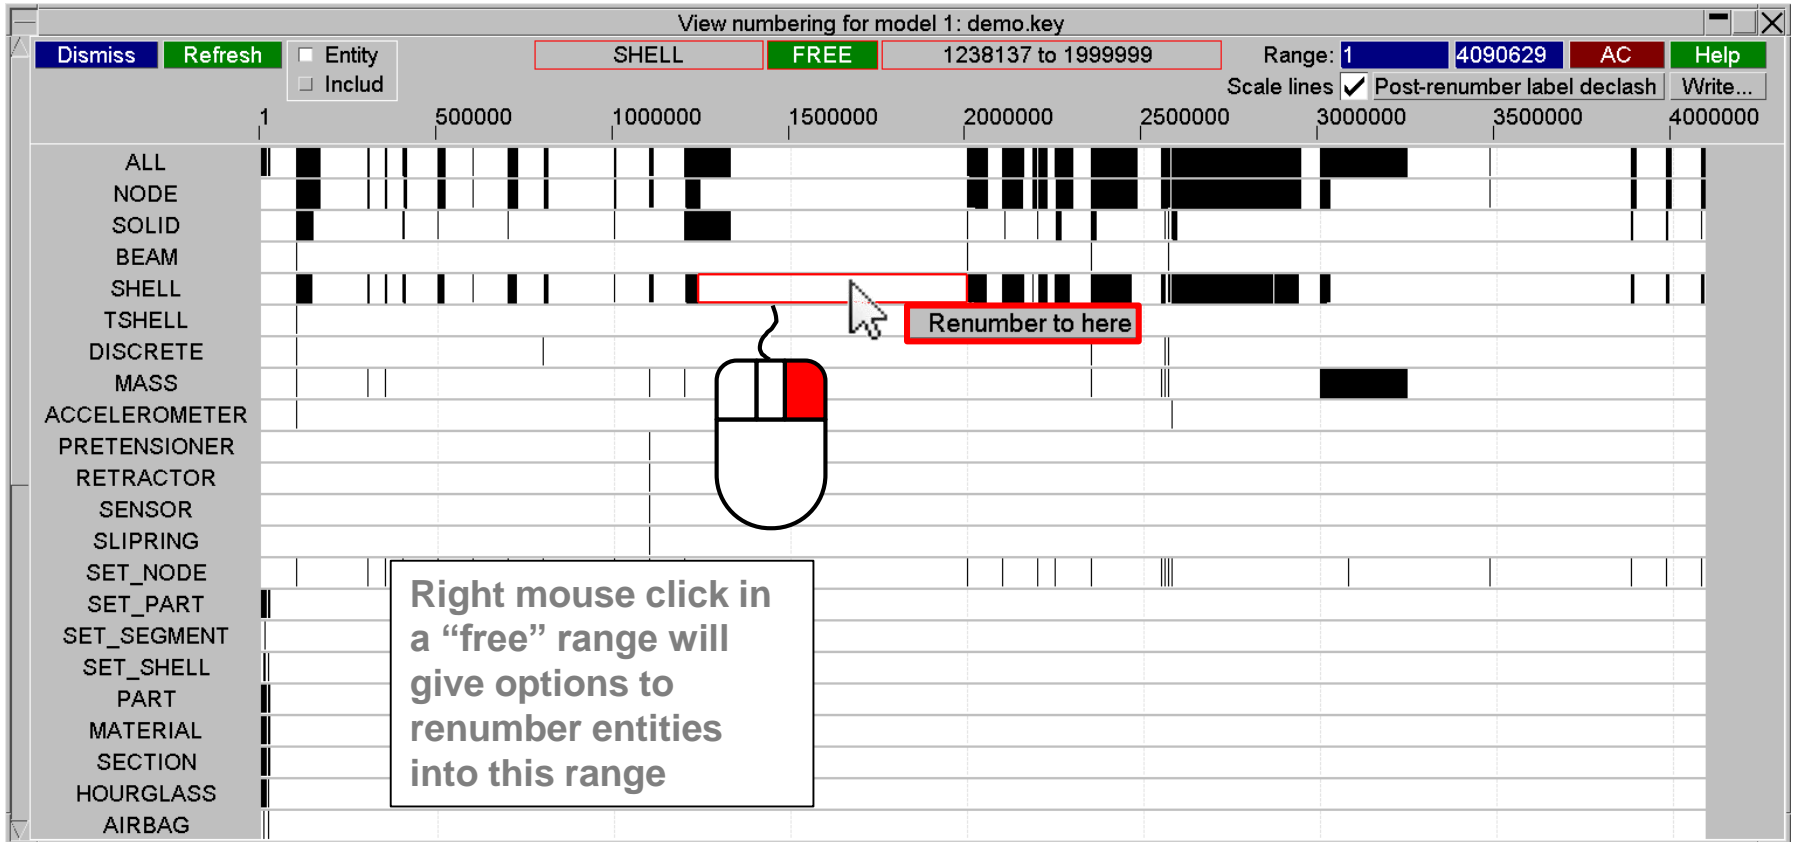 View numbering for model 1: demo.key
Dismiss Refresh Entity SHELL FREE 1238137 to 1999999 Range: 1 4090629 AC Help
Includ Scale lines Post-renumber label declash Write...
1 500000 1000000 1500000 2000000 2500000 3000000 3500000 4000000
ALL
NODE
SOLID
BEAM
SHELL
TSHELL Renumber to here
DISCRETE
MASS
ACCELEROMETER
PRETENSIONER
RETRACTOR
SENSOR
SLIPRING
SET_NODE
SET_PART
SET_SEGMENT
SET_SHELL
PART
MATERIAL
SECTION
HOURGLASS
AIRBAG
Right mouse click in
a “free” range will
give options to
renumber entities
into this range